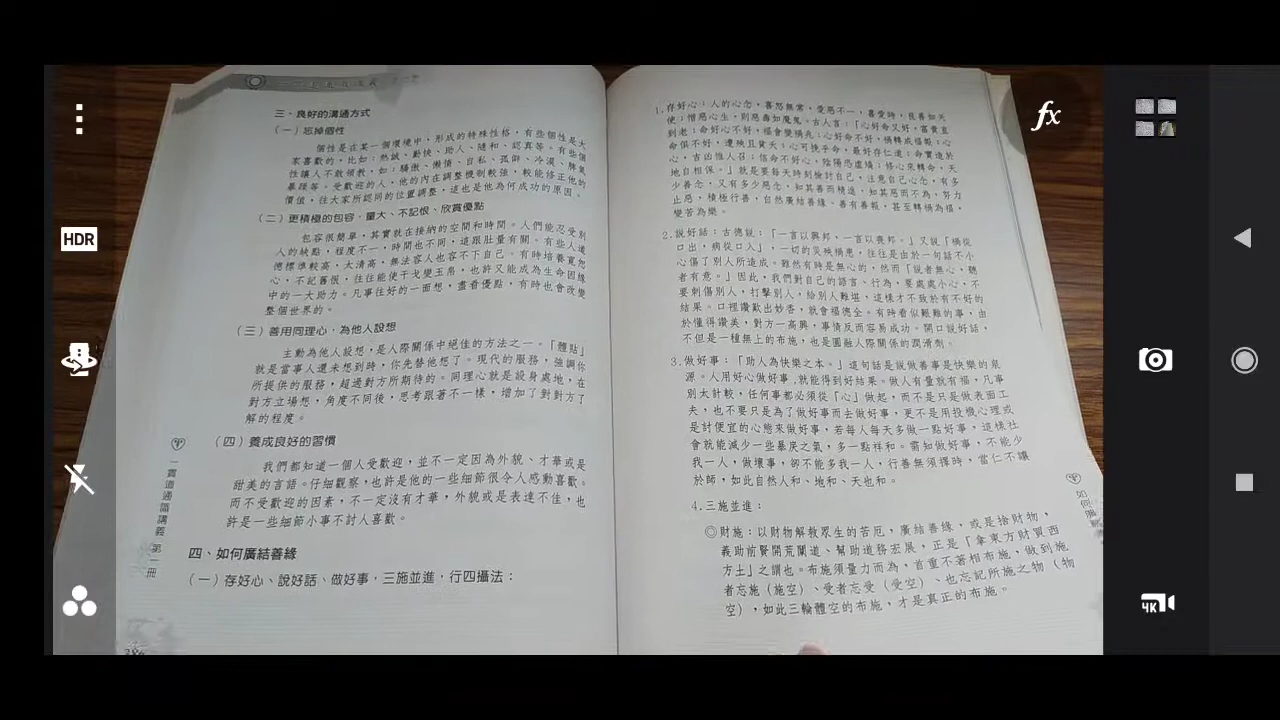 三、良好的溝通方式
(一)忘掉個性
個性是在某一個環境中,形成的特殊性格,有些個性是大
家喜歡的,比如:熱誠、勤快、助人、隨和、認真等。有些個
性讓人不敢領教,如:驕傲、懶惰、自私、孤僻、冷漠、脾氣
暴躁等。受歡迎的人,他的內在調整機制較強,較能修正他的
價值,往大家所認同的位置調整,這也是他為何成功的原因。
(二)更積極的包容,量大、不記恨、欣賞優點
包容很簡單,其實就在接納的空間和時間。人們能忍受別
人的缺點,程度不一,時間也不同,這跟肚量有關。有些人道
德標準較高,太清高,無法容人也容不下自己。有時培養寬恕
心,不記舊恨,往往能使干戈變玉帛,也許又能成為生命因緣
中的一大助力。凡事往好的一面想,盡看優點,有時也會改變
整個世界的。
(三)善用同理心,為他人設想
主動為他人設想,是人際關係中絕佳的方法之一。「體點」
就是當事人還未想到時,你先替他想了。現代的服務,強調你
所提供的服務,超過對方所期待的。同理心就是設身處地,在
對方立場想,角度不同後,思考跟著不一樣,增加了對對方了
解的程度。
(四)養成良好的習慣
我們都知道一個人受歡迎,並不一定因為外貌、才華或是
甜美的言語。仔細觀察,也許是他的一些細節很令人感動喜歡。
而不受歡迎的因素,不一定沒有才華,外貌或是表達不佳,也
許是一些細節小事不討人喜歡。
四、如何廣結善緣
(一)存好心、說好話、做好事,三施並進,行四攝法:
一貫道通識講義 第一冊
386
1.存好心:人的心念,喜怒無常,愛惡不一,喜愛時,良善如天
使;憎惡心生,則惡毒如魔鬼。古人言:「心好命又好,富貴直
到老;命好心不好,福會變禍兆;心好命不好,禍轉成福報;心
命俱不好,遭殃且貧夭;心可挽乎命,最好存仁道;命實造於
心,吉凶惟人召;信命不好心,陰陽恐虛矯;修心來轉命,天
地自相保。」就是要每天時刻檢討自己,注意自己心念,有多
少善念,又有多少惡念,知其善而積進,知其惡而不為,努力
止惡,積極行善,自然廣結善緣、善有善報,甚至轉禍為福,
變苦為樂。
2.說好話:古德說:「一言以興邦,一言以喪邦。」又說「禍從
口出,病從口入」,一切的災殃禍患,往往是由於一句話不小
心傷了別人所造成。雖然有時是無心的,然而「說者無心,聽
者有意。」因此,我們對自己的語言、行為,要處處小心,不
要刺傷別人,打擊別人,給別人難堪,這樣才不致於有不好的
結果。口裡讚歎出妙香,就會福德全。有時看似艱難的事,由
於懂得讚美,對方一高興,事情反而容易成功。開口說好話,
不但是一種無上的布施,也是圓融人際關係的潤滑劑。
3.做好事:「助人為快樂之本。」這句話是說做善事是快樂的泉
源。人用好心做好事,就能得到好結果。做人有量就有福,凡事
別太計較,任何事都必須從「心」做起,而不是只是做表面工
夫,也不要只是為了做好事而去做好事,更不是用投機心理或
是討便宜的心態來做好事,若每人每天多做一點好事,這樣社
會就能減少一些暴戾之氣,多一點祥和。需知做好事,不能少
我一人,做壞事,卻不能多我一人,行善無須擇時,當仁不讓
於師,如此自然人和、地和、天也和。
4.三施並進:
◎財施:以財物解救眾生的苦厄,廣結善緣,或是捨財物,
義助前賢開荒闡道、幫助道務宏展,正是「拿東方財買西
方土」之謂也。布施須量力而為,首重不著相布施,做到施
者忘施(施空)、受者忘受(受空)、也忘記所施之物(物
空),如此三輪體空的布施,才是真正的布施。
HDR
fx
4K